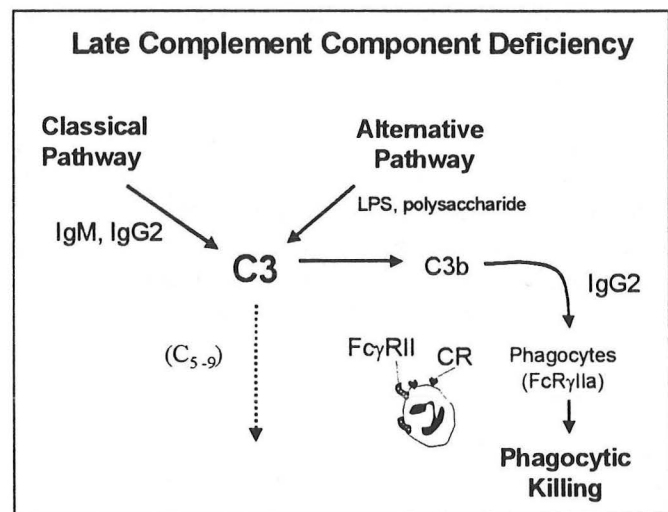 Late Complement Component Deficiency
Classical
Pathway
Alternative
Pathway
LPS, polysaccharide
IgM, IgG2
C3
C3b
IgG2
(C5-9)
FcγRII
CR
Phagocytes
(FcRγIIa)
Phagocytic
Killing